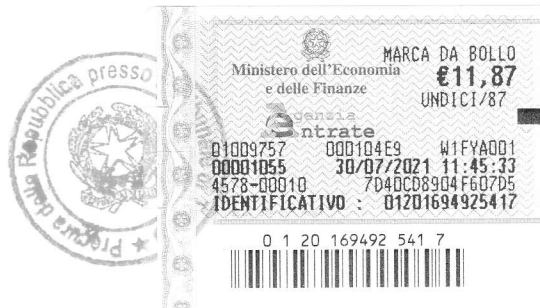 Procura della Repubblica presso
MARCA DA BOLLO
Ministero dell'Economia
e delle Finanze
€11,87
UNDICI/87
Agenzia
Entrate
01009757 000104E9 W1FYA001
00001055 30/07/2021 11:45:33
4578-00010 7D40CD8904F607D5
IDENTIFICATIVO : 01201694925417
0 1 20 169492 541 7